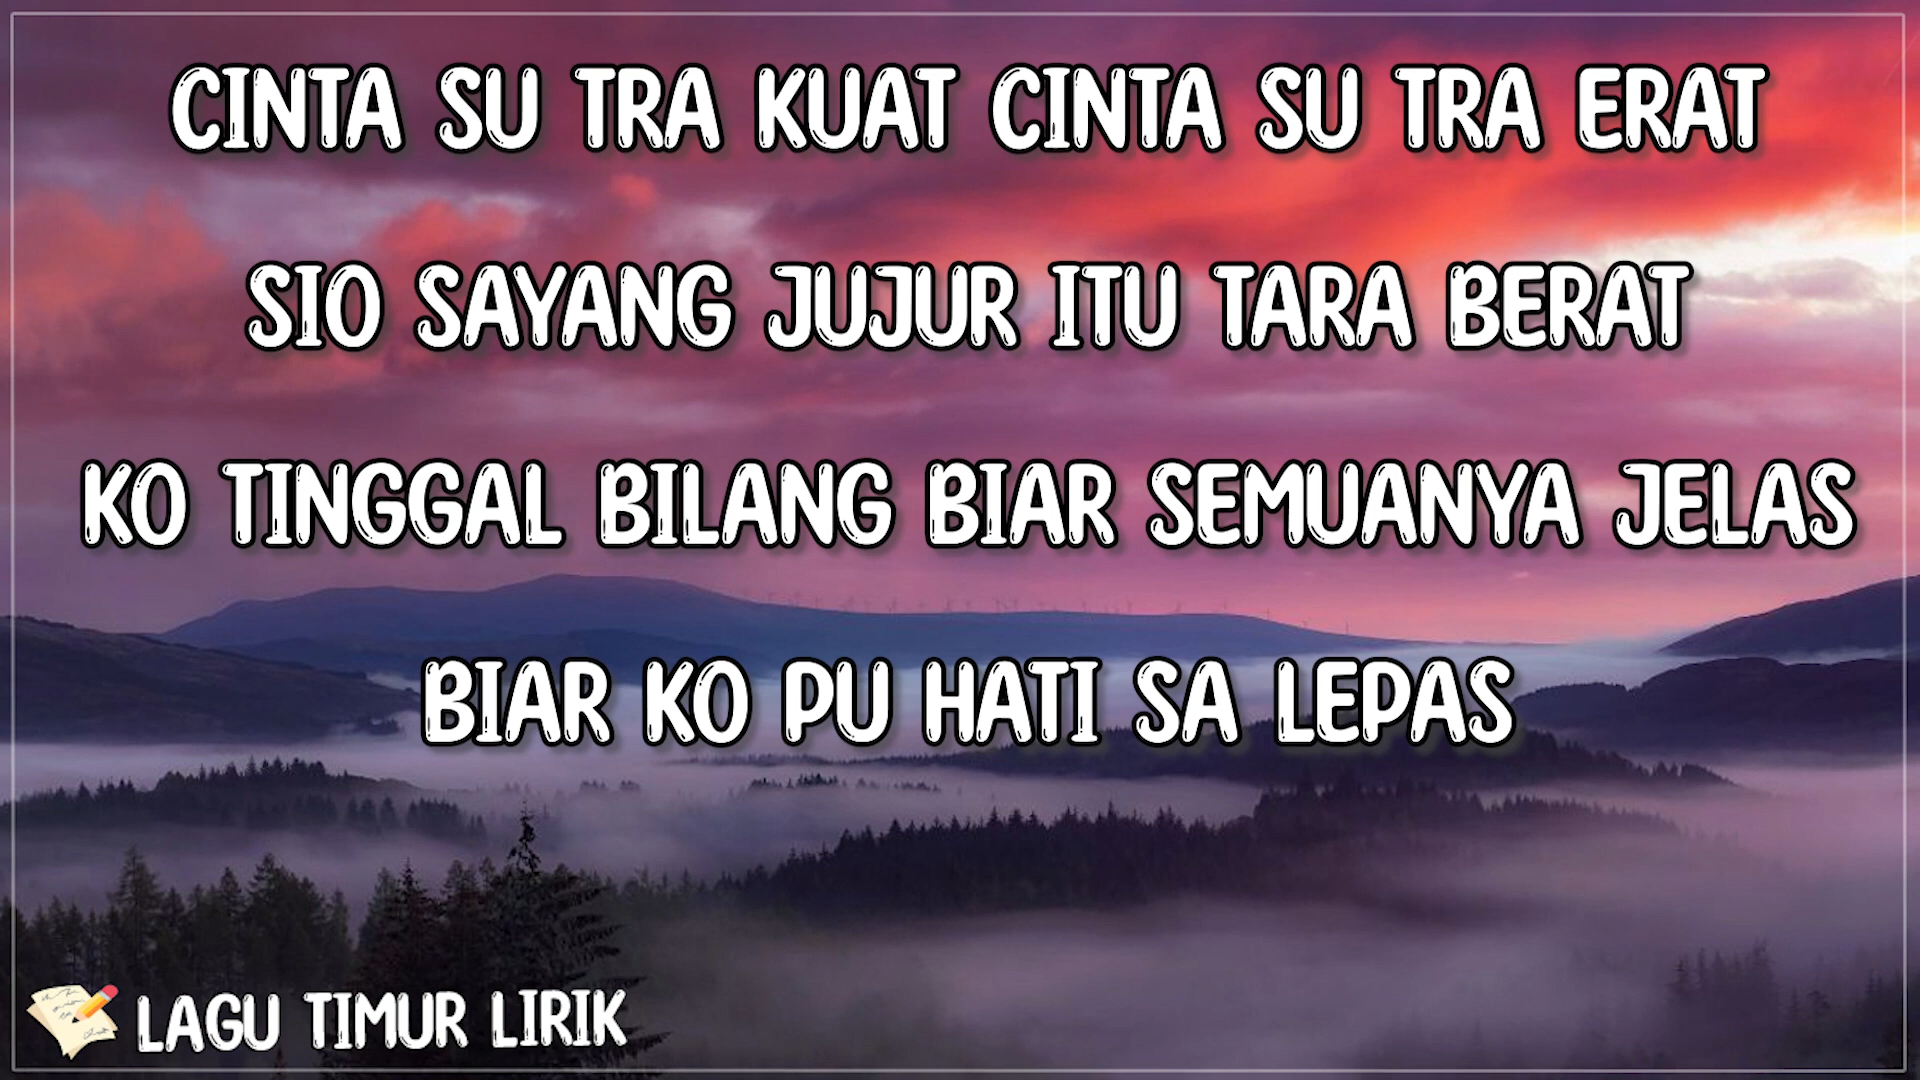 CINTA SU TRA KUAT CINTA SU TRA ERAT
SIO SAYANG JUJUR ITU TARA BERAT
KO TINGGAL BILANG BIAR SEMUANYA JELAS
BIAR KO PU HATI SA LEPAS
LAGU TIMUR LIRIK